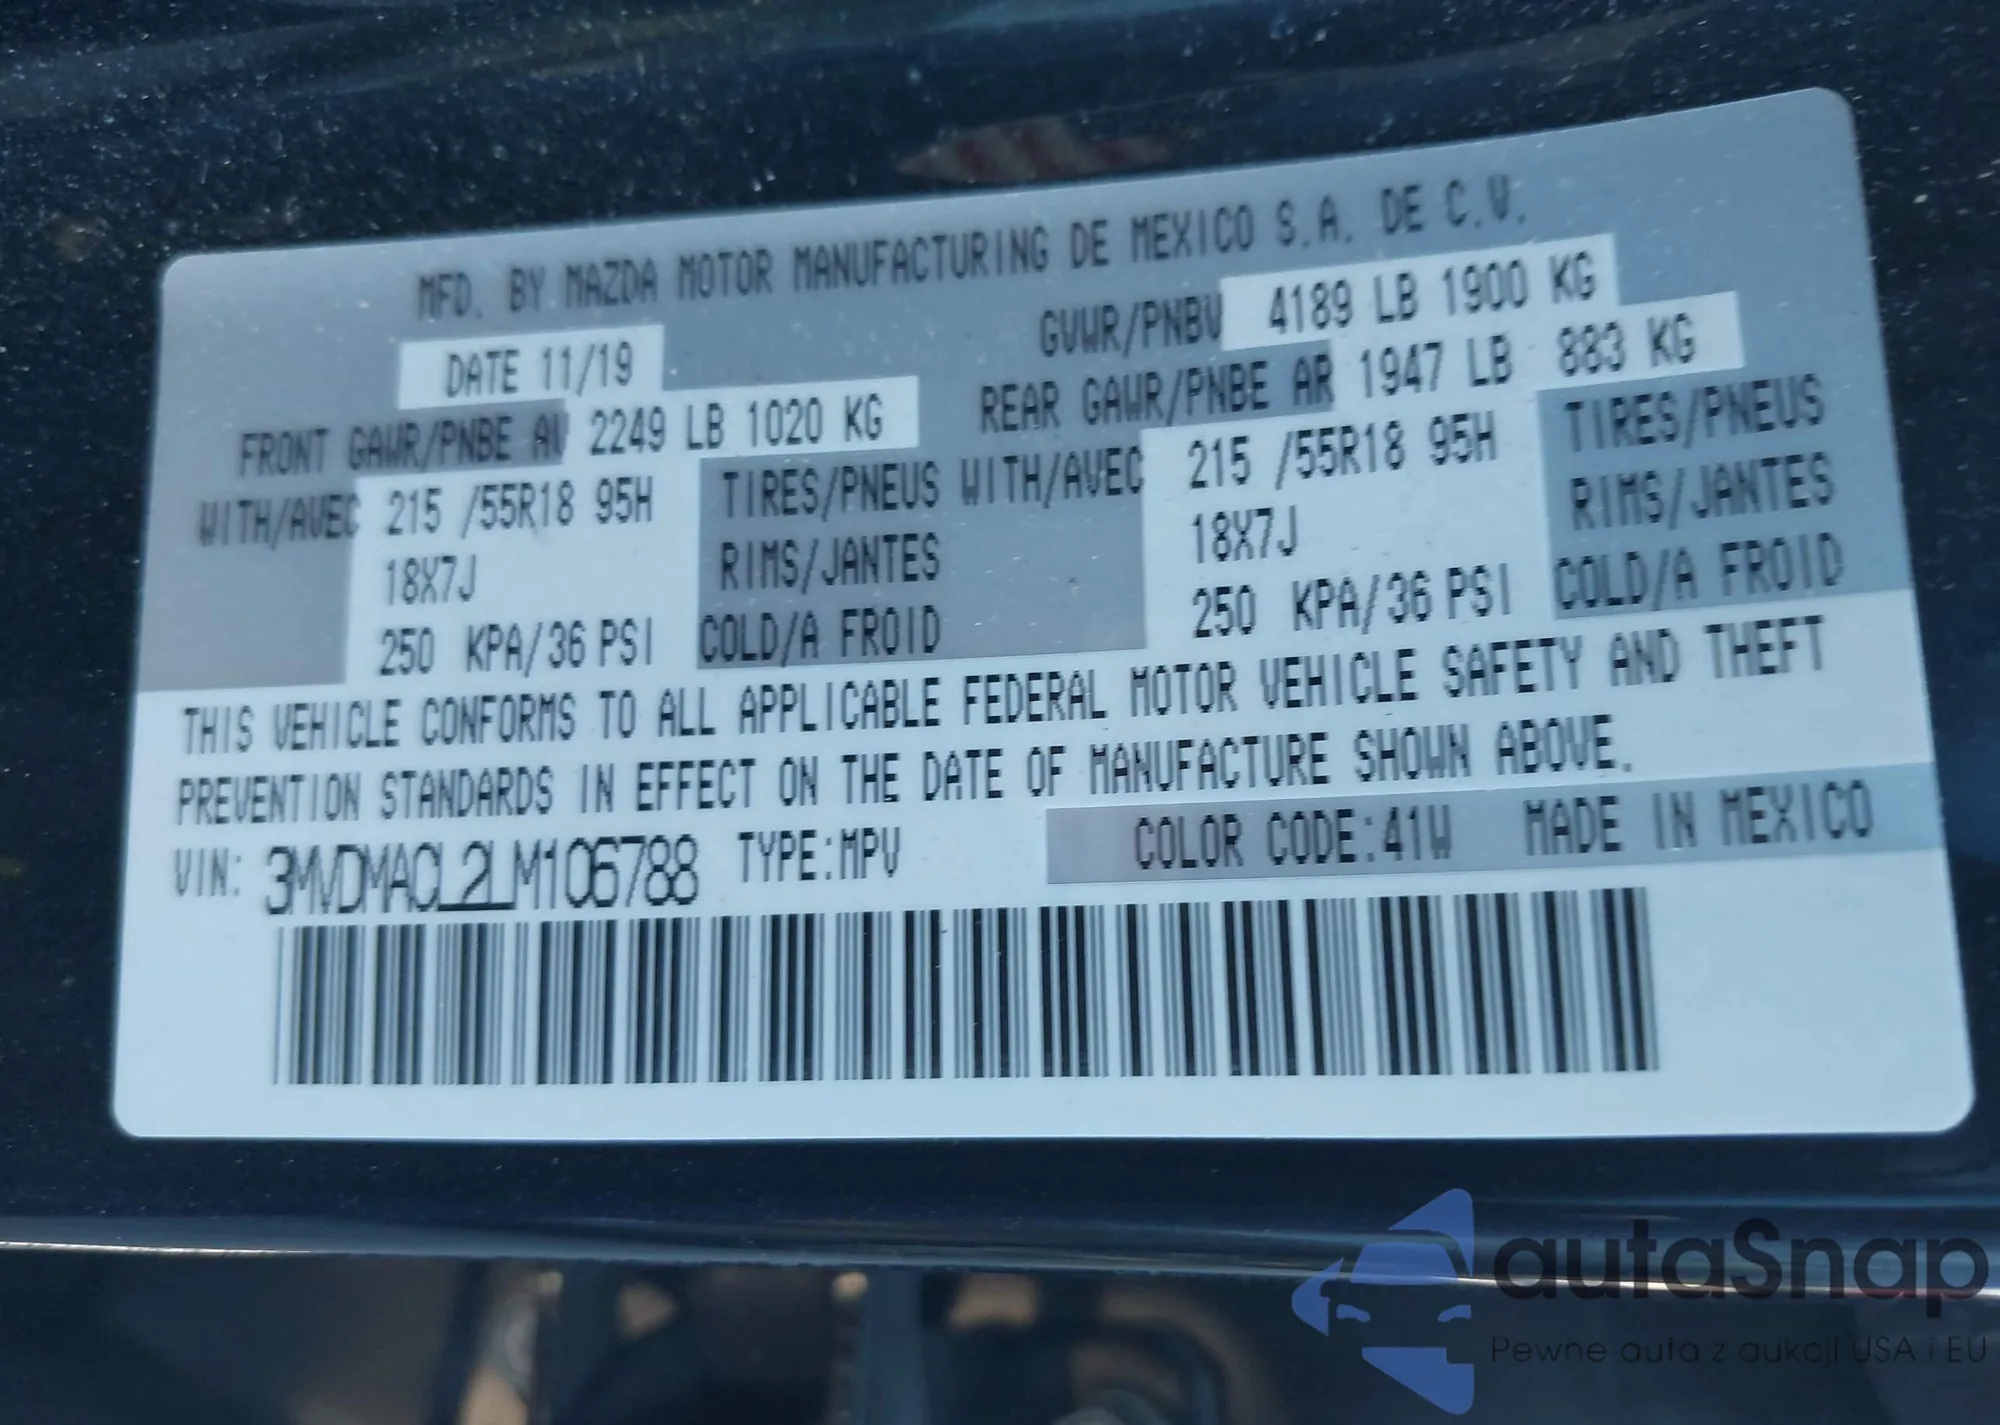 MFD. BY MAZDA MOTOR MANUFACTURING DE MEXICO S.A. DE C.V.
DATE 11/19 GVWR/PNBV 4189 LB 1900 KG
FRONT GAWR/PNBE AV 2249 LB 1020 KG REAR GAWR/PNBE AR 1947 LB 883 KG
WITH/AVEC 215 /55R18 95H TIRES/PNEUS WITH/AVEC 215 /55R18 95H TIRES/PNEUS
18X7J RIMS/JANTES 18X7J RIMS/JANTES
250 KPA/36 PSI COLD/A FROID 250 KPA/36 PSI COLD/A FROID
THIS VEHICLE CONFORMS TO ALL APPLICABLE FEDERAL MOTOR VEHICLE SAFETY AND THEFT
PREVENTION STANDARDS IN EFFECT ON THE DATE OF MANUFACTURE SHOWN ABOVE.
VIN: 3MVDMACL2LM106788 TYPE:MPV COLOR CODE:41W MADE IN MEXICO
autaSnap
Pewne auta z aukcji USA i EU